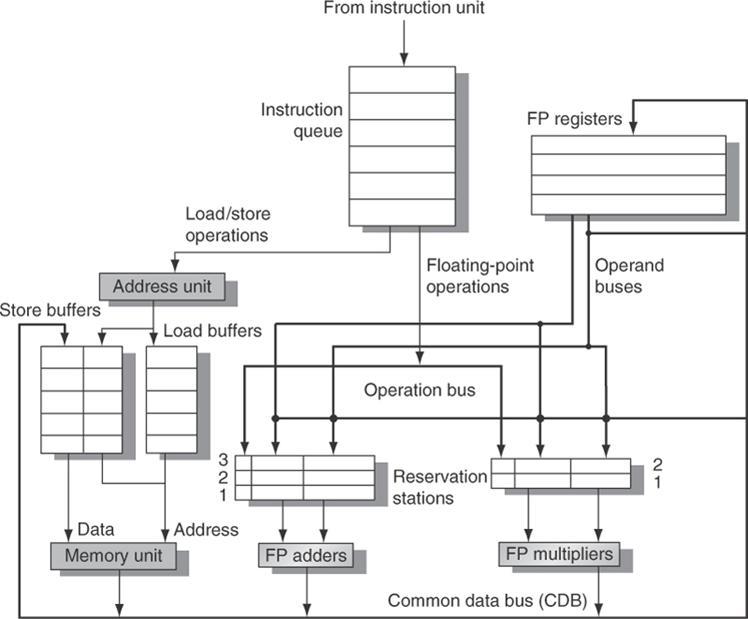 From instruction unit
Instruction
queue
FP registers
Load/store
operations
Address unit
Floating-point
operations
Operand
buses
Store buffers
Load buffers
Operation bus
3
2
1
Reservation
stations
2
1
Data
Address
Memory unit
FP adders
FP multipliers
Common data bus (CDB)